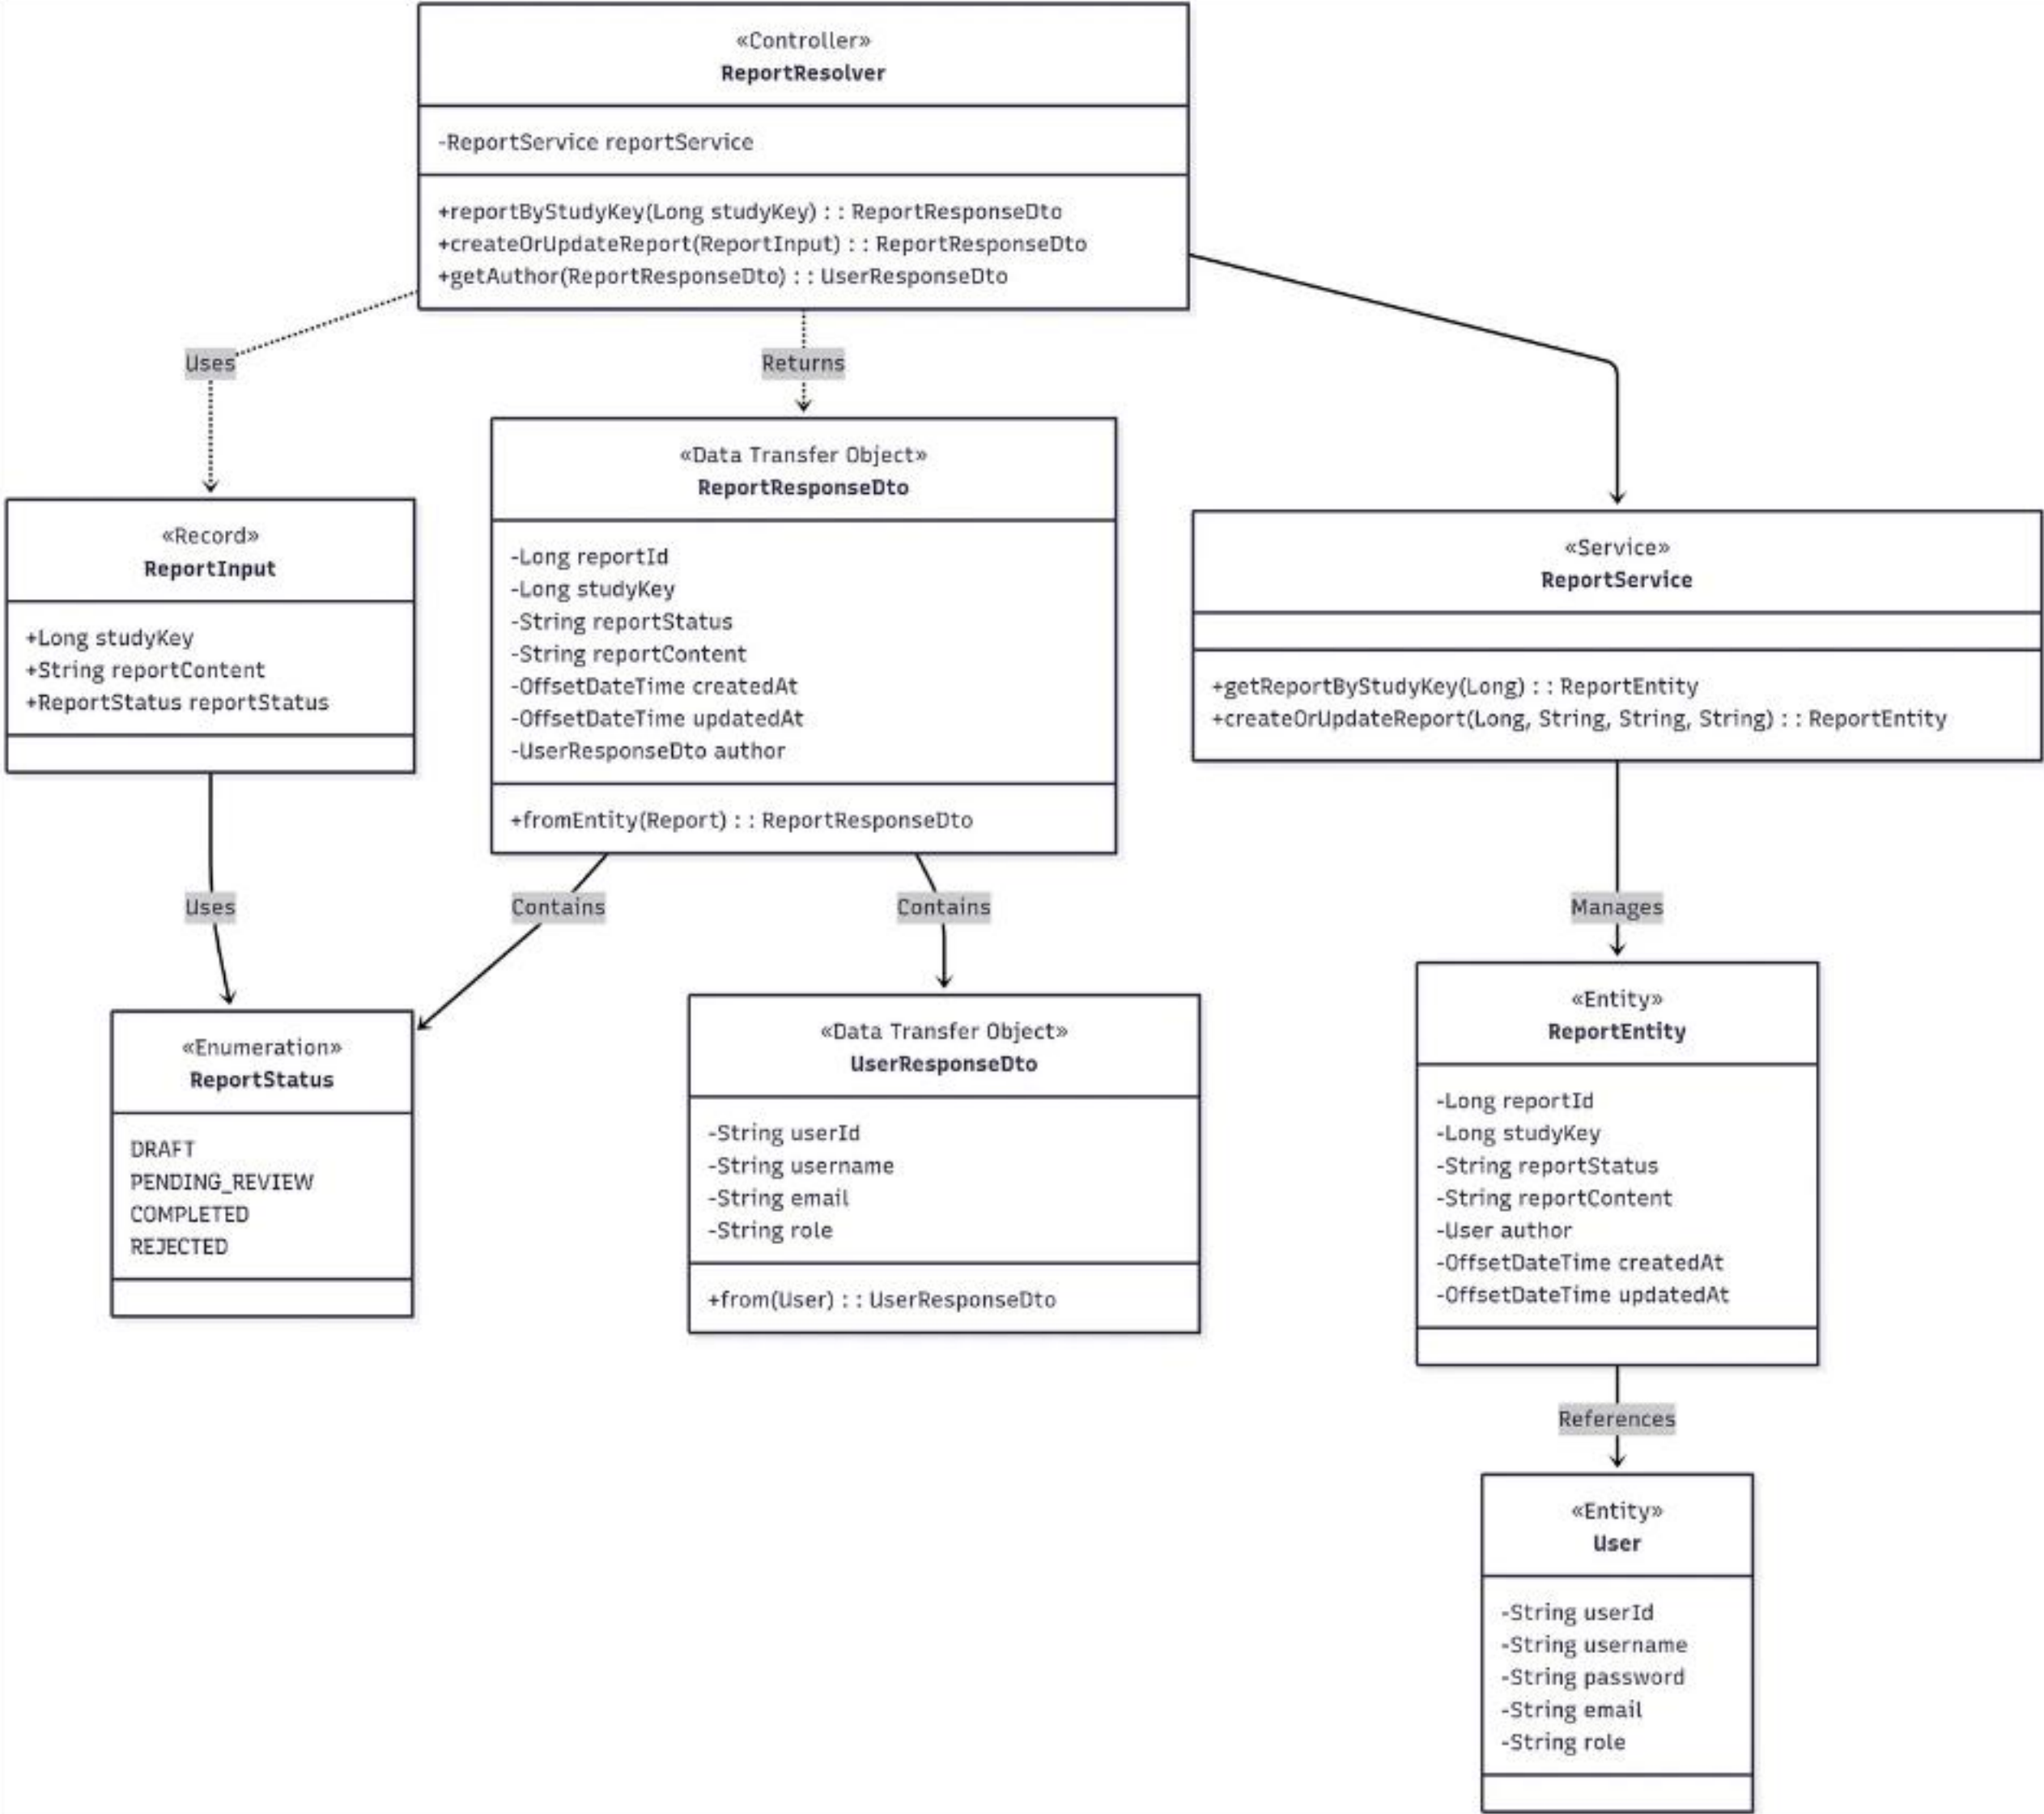 «Controller»
ReportResolver
-ReportService reportService
+reportByStudyKey(Long studyKey) : : ReportResponseDto
+createOrUpdateReport(ReportInput) : : ReportResponseDto
+getAuthor(ReportResponseDto) : : UserResponseDto
Uses
Returns
«Record»
ReportInput
+Long studyKey
+String reportContent
+ReportStatus reportStatus
«Data Transfer Object»
ReportResponseDto
-Long reportId
-Long studyKey
-String reportStatus
-String reportContent
-OffsetDateTime createdAt
-OffsetDateTime updatedAt
-UserResponseDto author
+fromEntity(Report) : : ReportResponseDto
«Service»
ReportService
+getReportByStudyKey(Long) : : ReportEntity
+createOrUpdateReport(Long, String, String, String) : : ReportEntity
Uses
Contains
Contains
Manages
«Enumeration»
ReportStatus
DRAFT
PENDING_REVIEW
COMPLETED
REJECTED
«Data Transfer Object»
UserResponseDto
-String userId
-String username
-String email
-String role
+from(User) : : UserResponseDto
«Entity»
ReportEntity
-Long reportId
-Long studyKey
-String reportStatus
-String reportContent
-User author
-OffsetDateTime createdAt
-OffsetDateTime updatedAt
References
«Entity»
User
-String userId
-String username
-String password
-String email
-String role